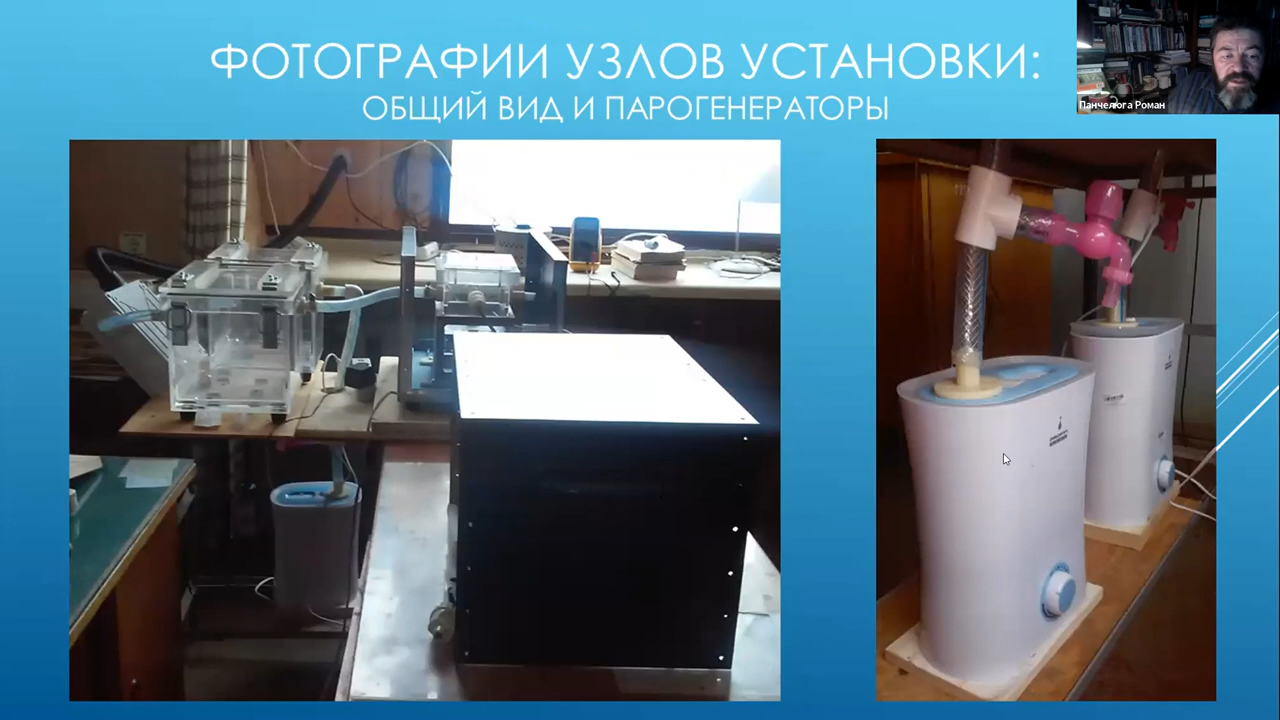 ФОТОГРАФИИ УЗЛОВ УСТАНОВКИ:
ОБЩИЙ ВИД И ПАРОГЕНЕРАТОРЫ
Панчелюга Роман